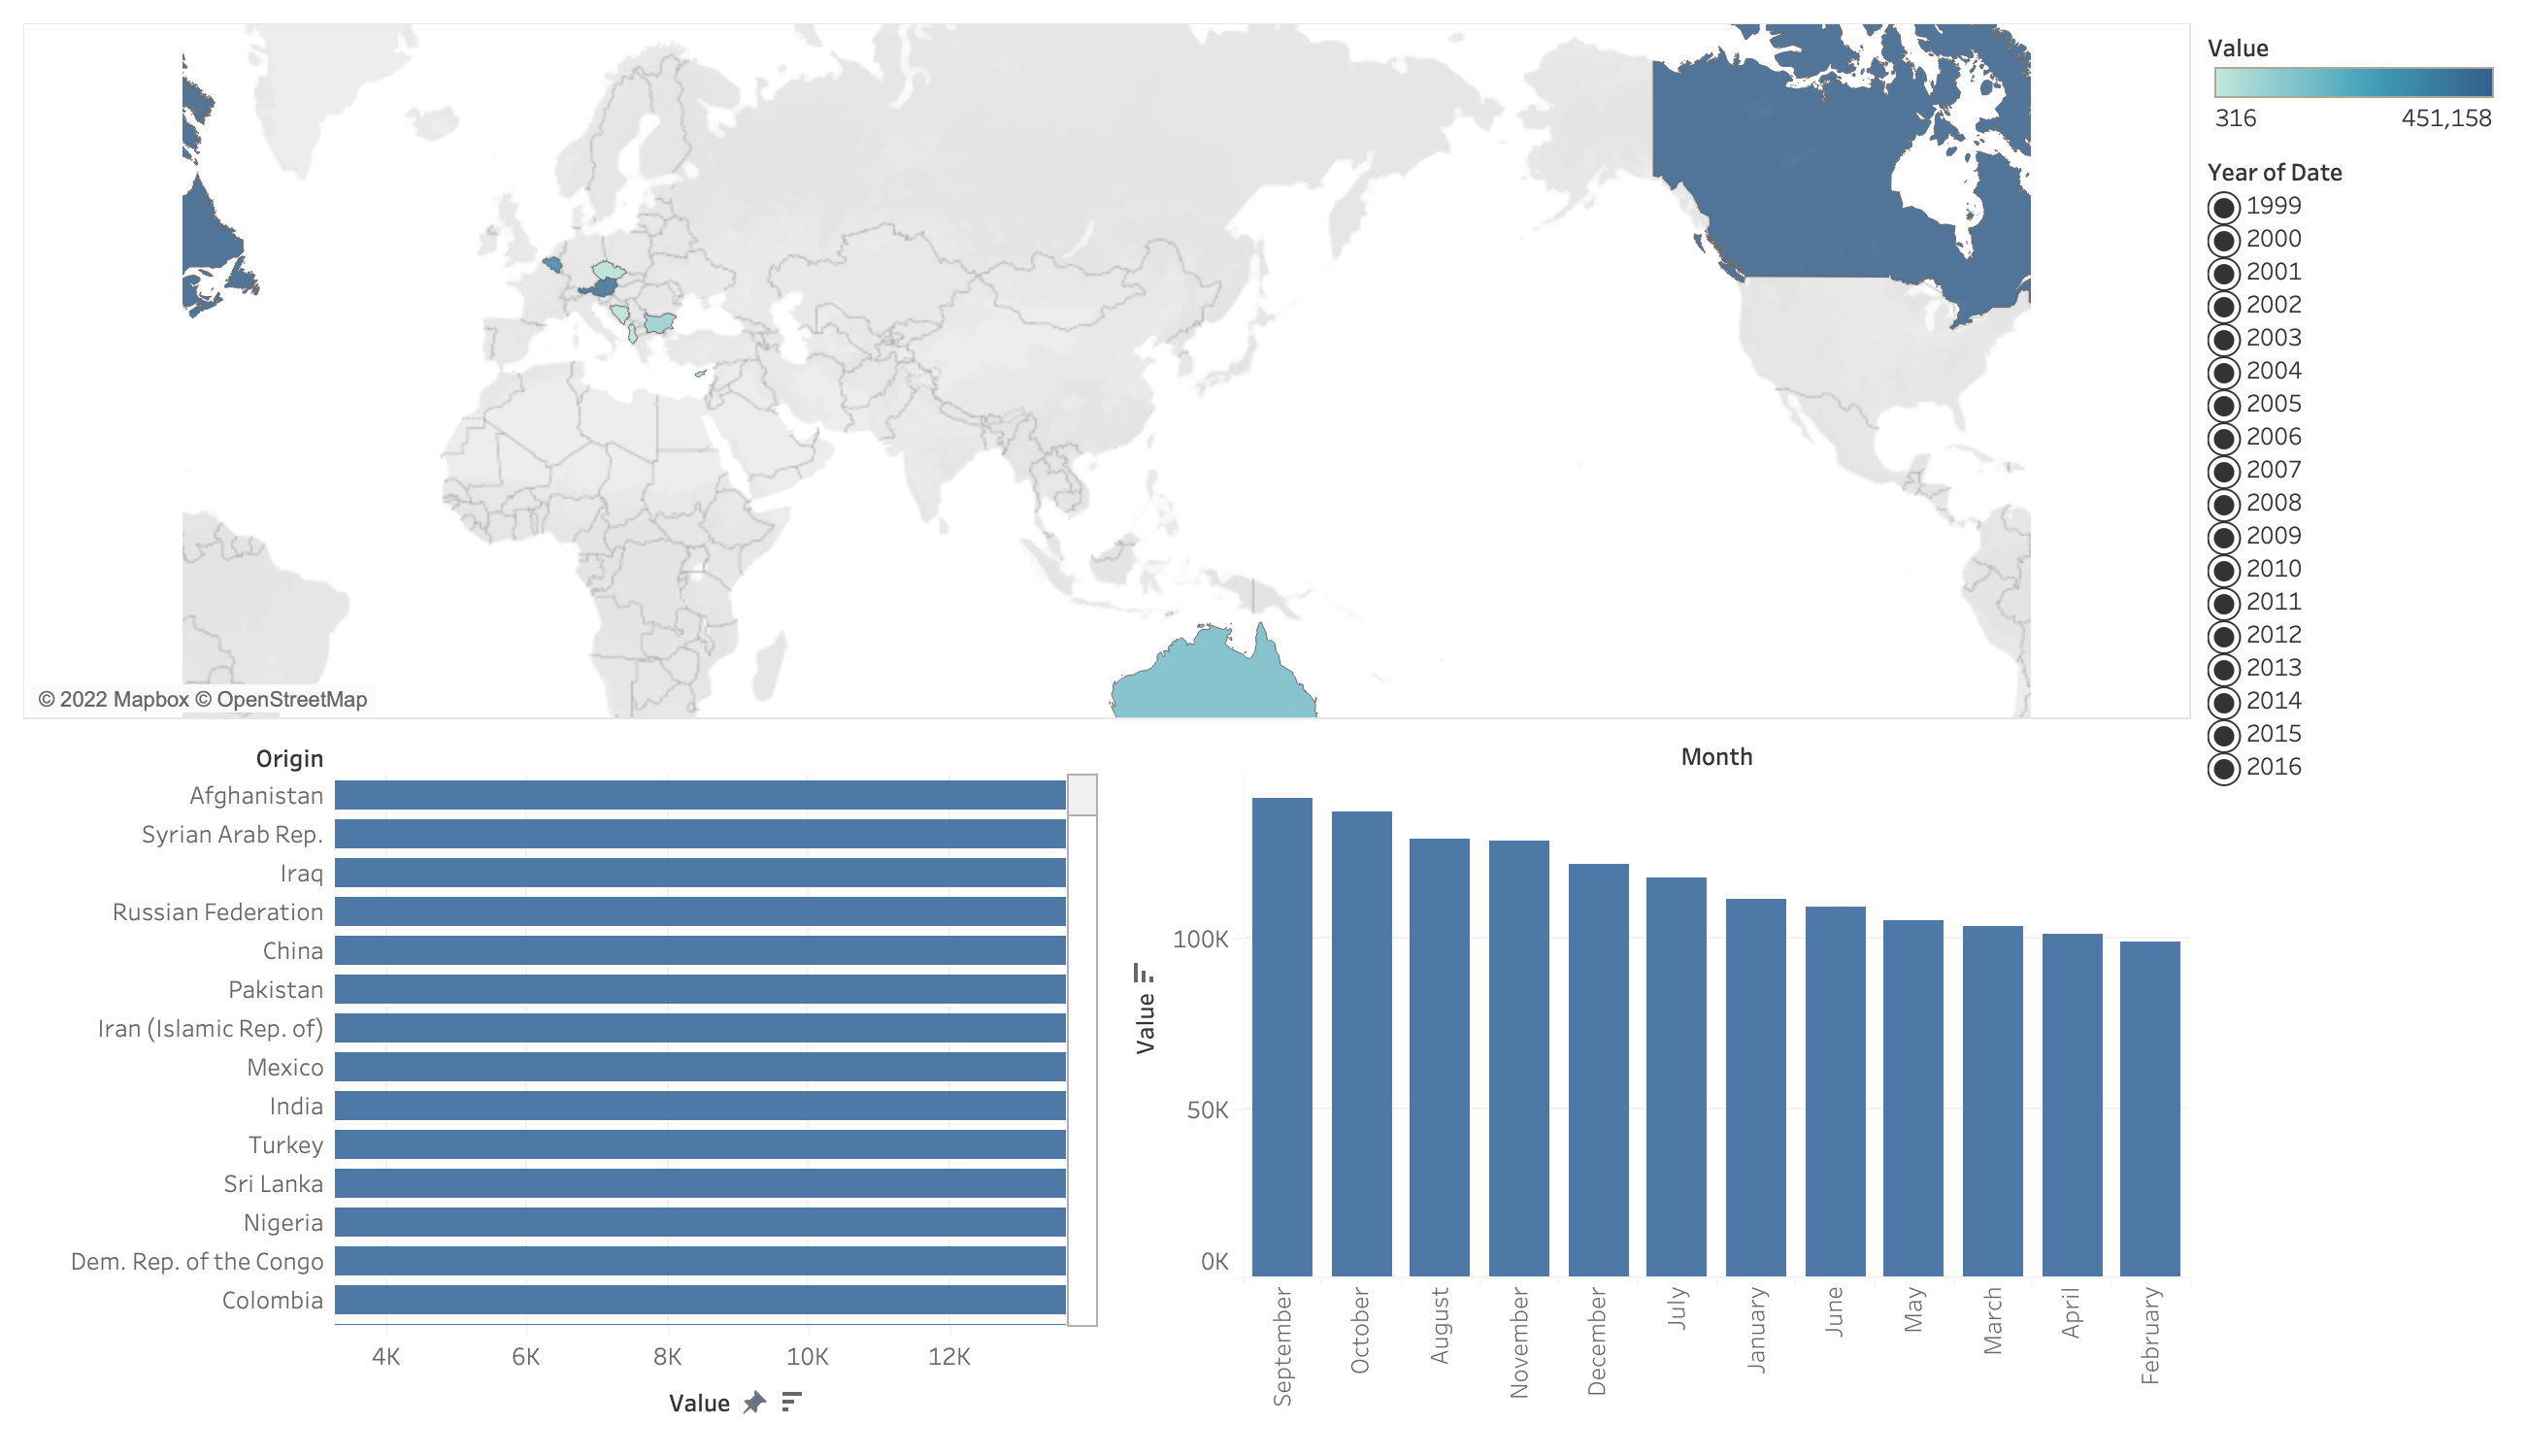 © 2022 Mapbox © OpenStreetMap
Value
316 451,158
Year of Date
1999
2000
2001
2002
2003
2004
2005
2006
2007
2008
2009
2010
2011
2012
2013
2014
2015
2016
Origin
Afghanistan
Syrian Arab Rep.
Iraq
Russian Federation
China
Pakistan
Iran (Islamic Rep. of)
Mexico
India
Turkey
Sri Lanka
Nigeria
Dem. Rep. of the Congo
Colombia
4K 6K 8K 10K 12K
Value
Month
Value
100K
50K
0K
September
October
August
November
December
July
January
June
May
March
April
February